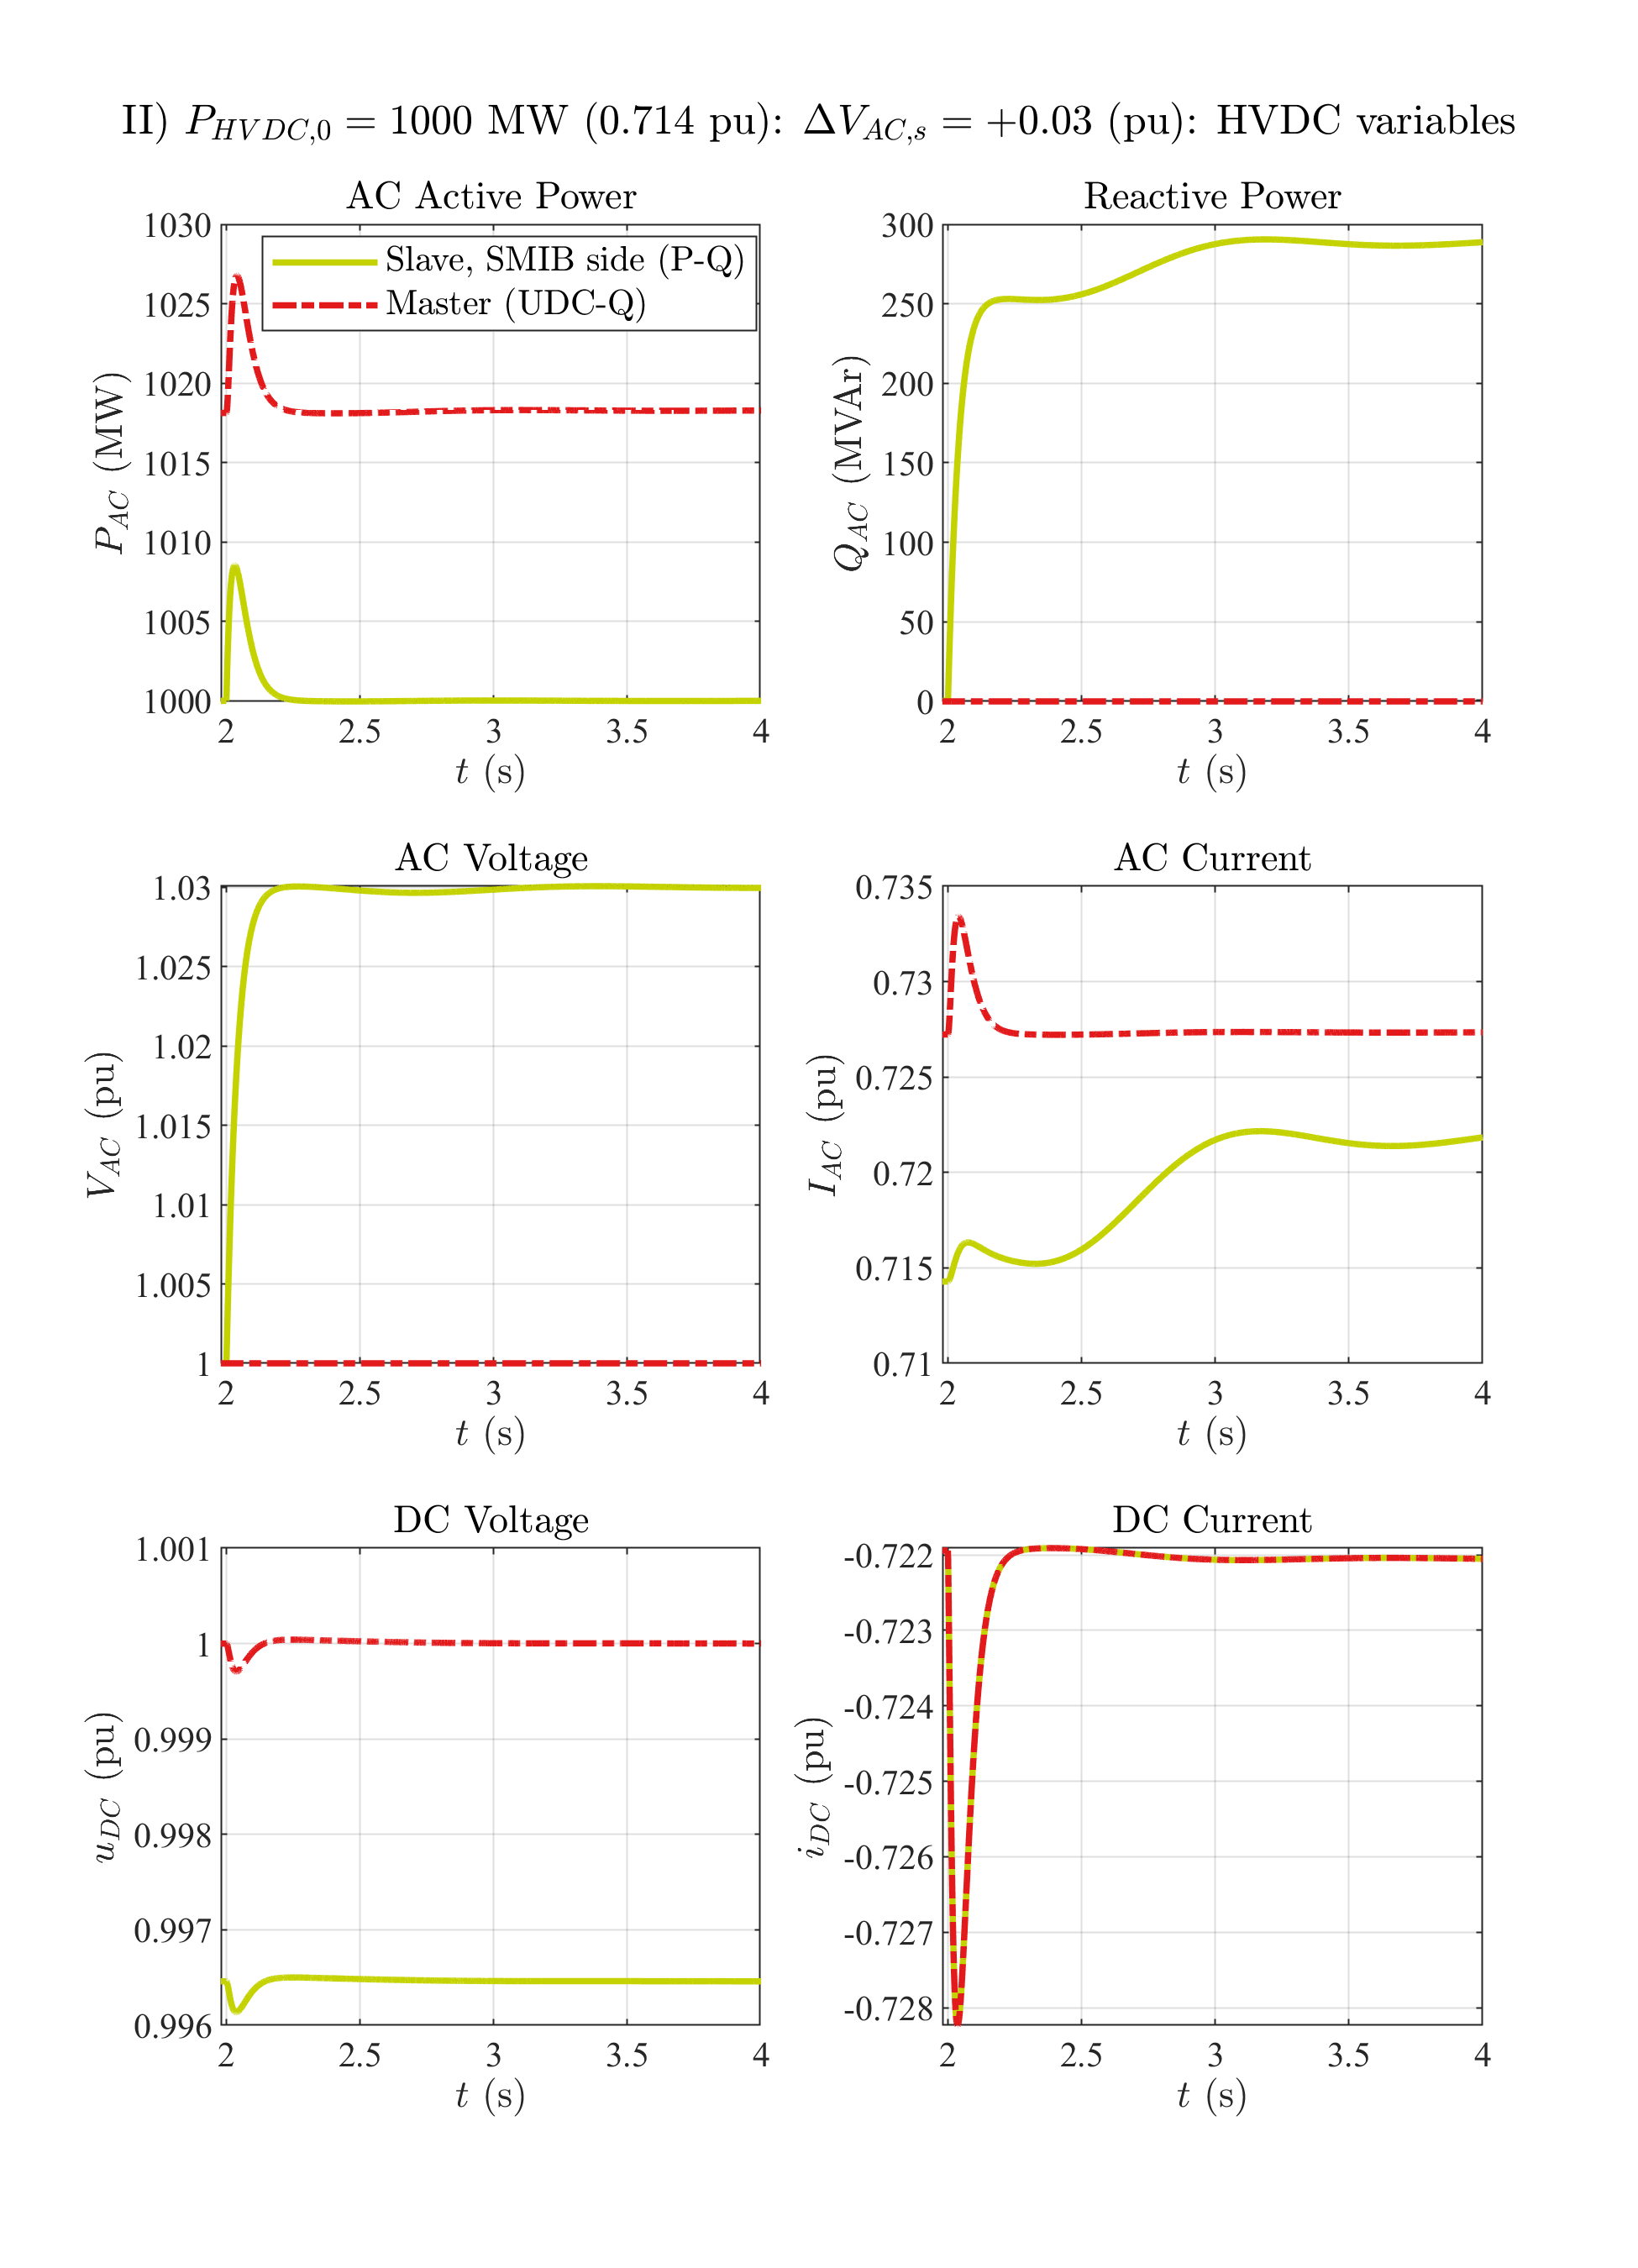 II) P_{HVDC,0} = 1000 MW (0.714 pu): ΔV_{AC,s} = +0.03 (pu): HVDC variables
AC Active Power
1030
1025
1020
1015
1010
1005
1000
P_{AC} (MW)
Slave, SMIB side (P-Q)
Master (UDC-Q)
2 2.5 3 3.5 4
t (s)
Reactive Power
300
250
200
150
100
50
0
Q_{AC} (MVAr)
2 2.5 3 3.5 4
t (s)
AC Voltage
1.03
1.025
1.02
1.015
1.01
1.005
1
V_{AC} (pu)
2 2.5 3 3.5 4
t (s)
AC Current
0.735
0.73
0.725
0.72
0.715
0.71
I_{AC} (pu)
2 2.5 3 3.5 4
t (s)
DC Voltage
1.001
1
0.999
0.998
0.997
0.996
u_{DC} (pu)
2 2.5 3 3.5 4
t (s)
DC Current
-0.722
-0.723
-0.724
-0.725
-0.726
-0.727
-0.728
i_{DC} (pu)
2 2.5 3 3.5 4
t (s)